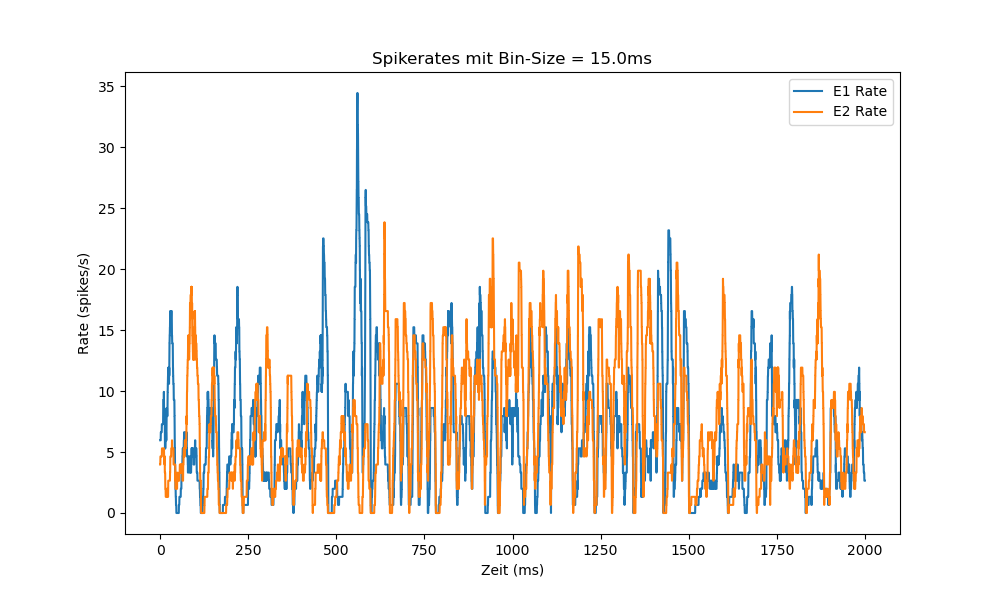 Spikerates mit Bin-Size = 15.0ms
E1 Rate
E2 Rate
Rate (spikes/s)
35
30
25
20
15
10
5
0
0 250 500 750 1000 1250 1500 1750 2000
Zeit (ms)